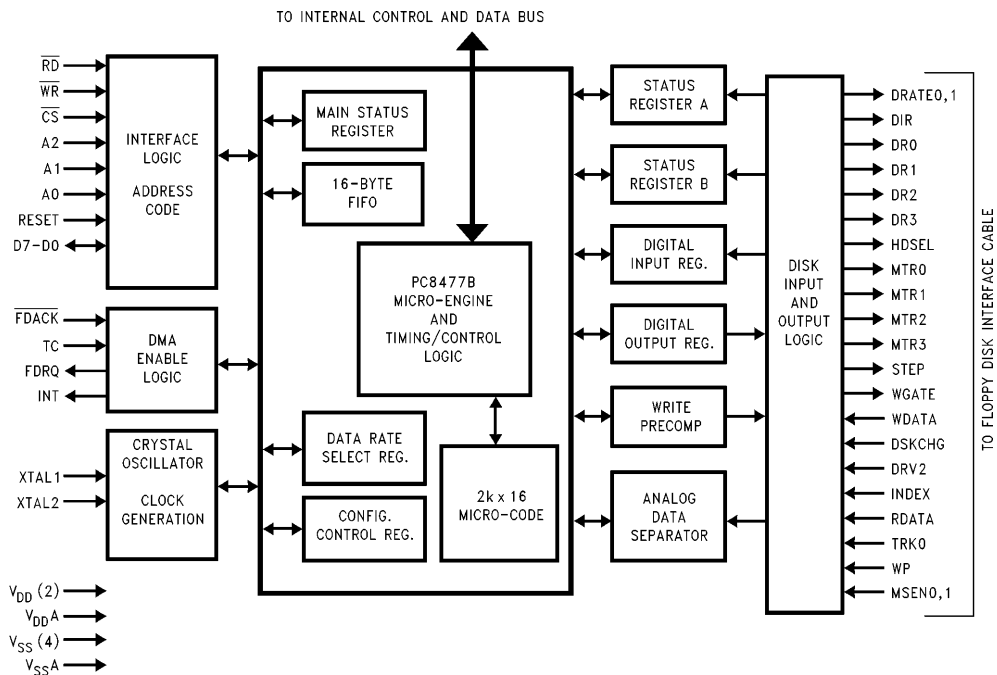 TO INTERNAL CONTROL AND DATA BUS
RD
WR
CS
A2
A1
A0
RESET
D7-D0
INTERFACE
LOGIC
ADDRESS
CODE
FDACK
TC
FDRQ
INT
DMA
ENABLE
LOGIC
XTAL1
XTAL2
CRYSTAL
OSCILLATOR
CLOCK
GENERATION
VDD (2)
VDDA
VSS (4)
VSSA
MAIN STATUS
REGISTER
16-BYTE
FIFO
PC8477B
MICRO-ENGINE
AND
TIMING/CONTROL
LOGIC
DATA RATE
SELECT REG.
CONFIG.
CONTROL REG.
2k x 16
MICRO-CODE
STATUS
REGISTER A
STATUS
REGISTER B
DIGITAL
INPUT REG.
DIGITAL
OUTPUT REG.
WRITE
PRECOMP
ANALOG
DATA
SEPARATOR
DISK
INPUT
AND
OUTPUT
LOGIC
DRATE0,1
DIR
DR0
DR1
DR2
DR3
HDSEL
MTR0
MTR1
MTR2
MTR3
STEP
WGATE
WDATA
DSKCHG
DRV2
INDEX
RDATA
TRK0
WP
MSEN0,1
TO FLOPPY DISK INTERFACE CABLE